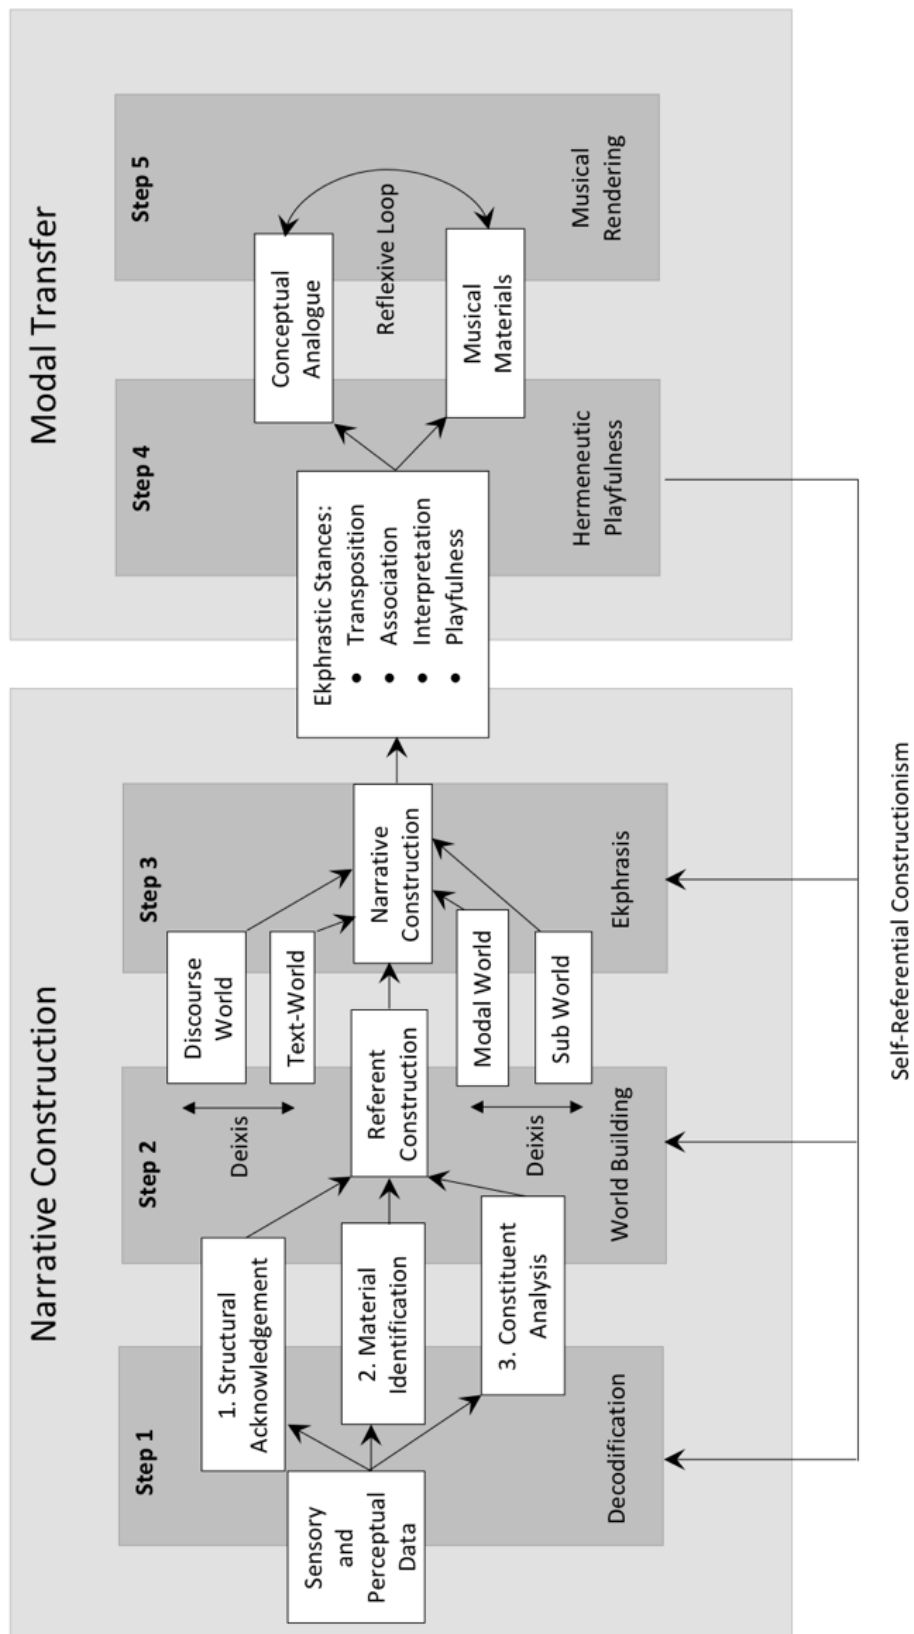 Narrative Construction
Modal Transfer
Step 1
Step 2
Step 3
Step 4
Step 5
Sensory
and
Perceptual
Data
1. Structural
Acknowledgement
2. Material
Identification
3. Constituent
Analysis
Deixis
Referent
Construction
Deixis
Discourse
World
Text-World
Modal World
Sub World
Narrative
Construction
Ekphrastic Stances:
• Transposition
• Association
• Interpretation
• Playfulness
Conceptual
Analogue
Reflexive Loop
Musical
Materials
Decodification
World Building
Ekphrasis
Hermeneutic
Playfulness
Musical
Rendering
Self-Referential Constructionism